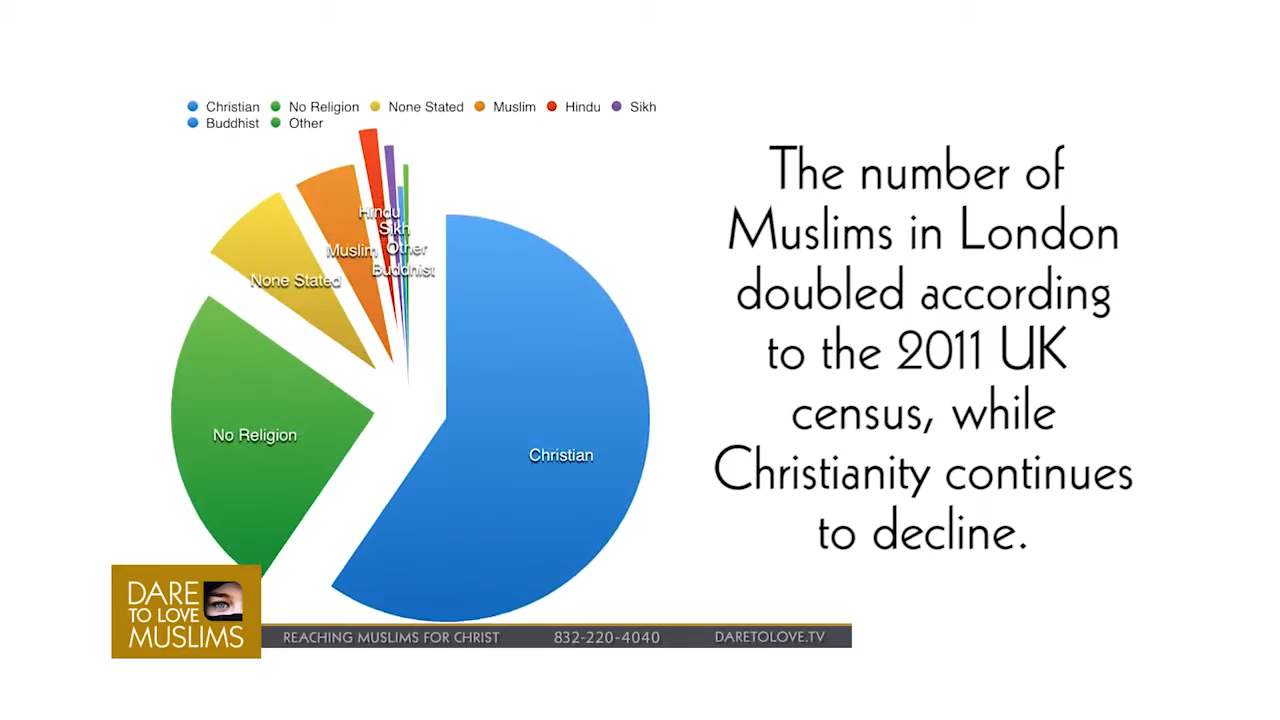 Christian No Religion None Stated Muslim Hindu Sikh
Buddhist Other
Hindu
Sikh
Muslim Other
Buddhist
None Stated
No Religion
Christian
The number of
Muslims in London
doubled according
to the 2011 UK
census, while
Christianity continues
to decline.
DARE
TO LOVE
MUSLIMS
REACHING MUSLIMS FOR CHRIST 832-220-4040 DARETOLOVE.TV